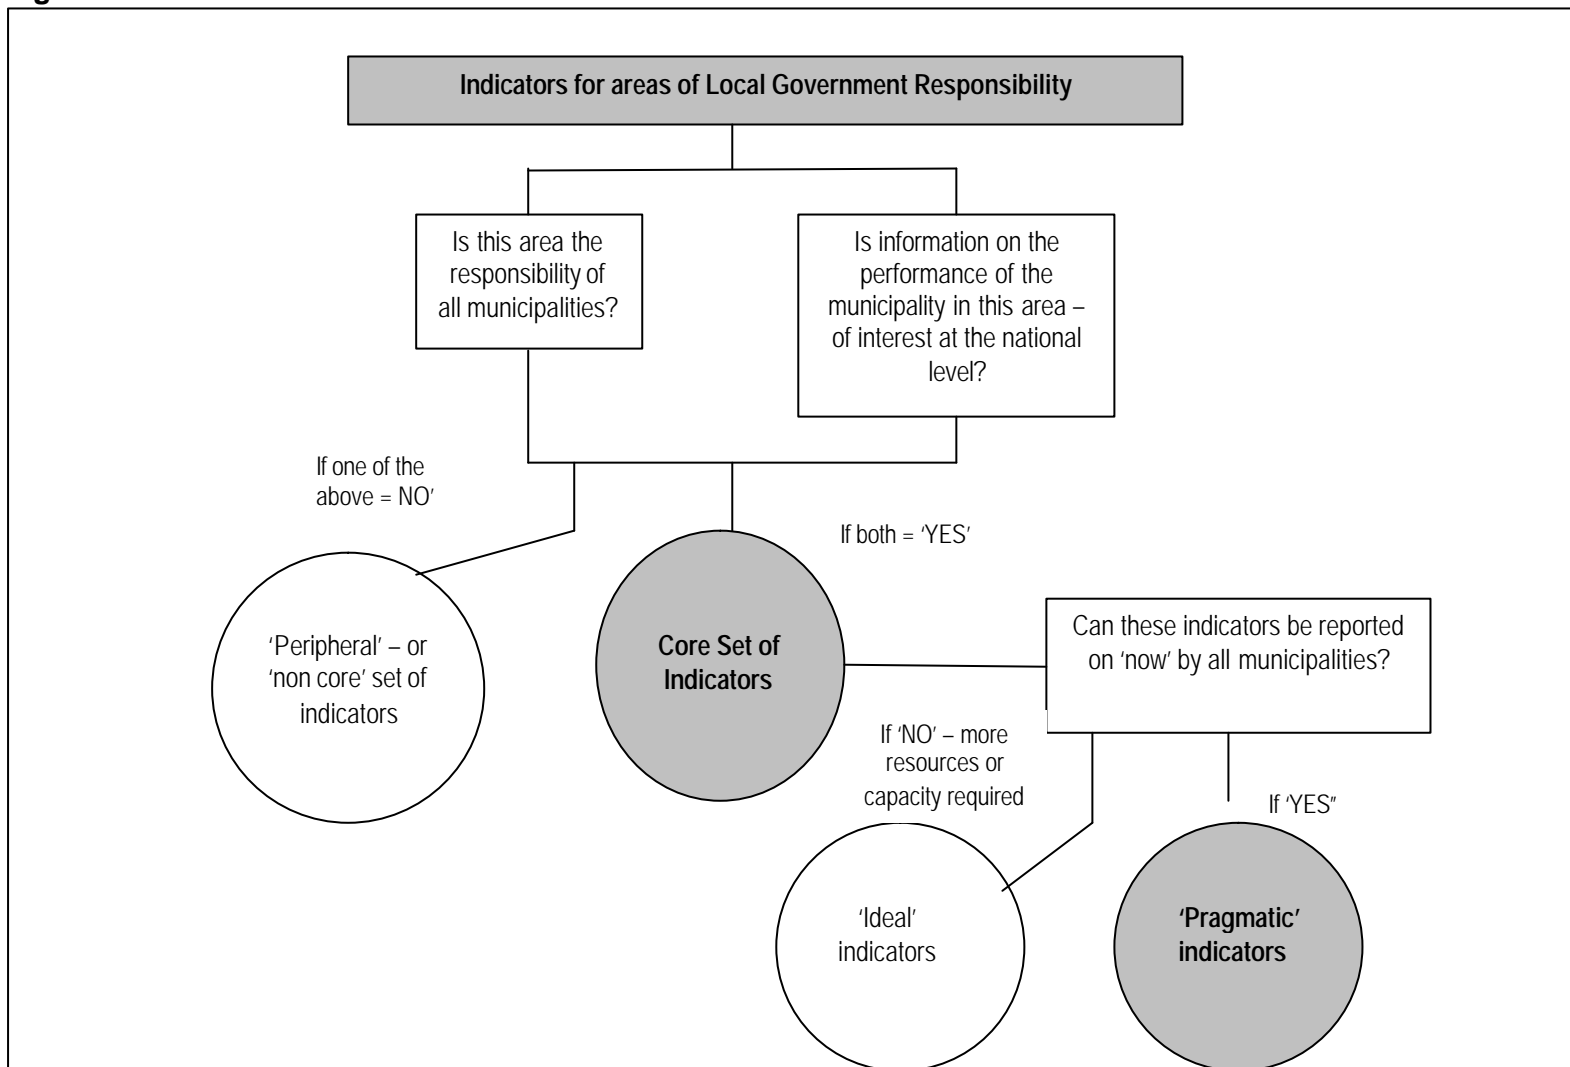 Indicators for areas of Local Government Responsibility
Is this area the
responsibility of
all municipalities?
Is information on the
performance of the
municipality in this area –
of interest at the national
level?
If one of the
above = NO’
If both = ‘YES’
‘Peripheral’ – or
‘non core’ set of
indicators
Core Set of
Indicators
Can these indicators be reported
on ‘now’ by all municipalities?
If ‘NO’ – more
resources or
capacity required
If ‘YES”
‘Ideal’
indicators
‘Pragmatic’
indicators